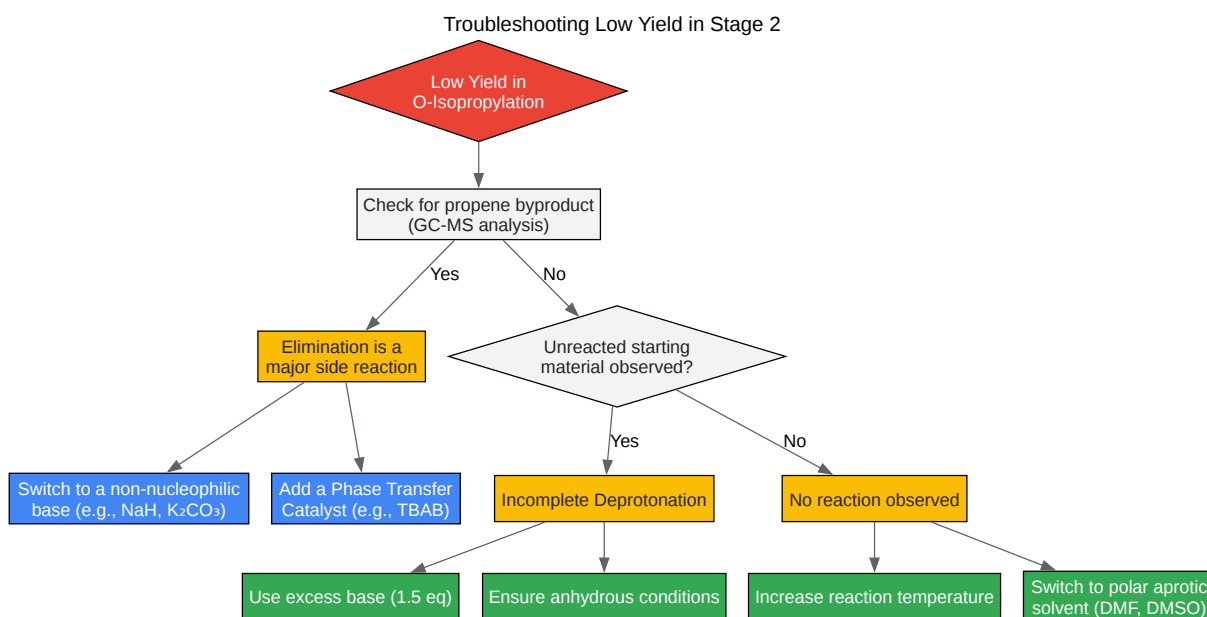 Troubleshooting Low Yield in Stage 2
Low Yield in
O-Isopropylation
Check for propene byproduct
(GC-MS analysis)
Yes
No
Elimination is a
major side reaction
Unreacted starting
material observed?
Yes
No
Switch to a non-nucleophilic
base (e.g., NaH, K₂CO₃)
Add a Phase Transfer
Catalyst (e.g., TBAB)
Incomplete Deprotonation
No reaction observed
Use excess base (1.5 eq)
Ensure anhydrous conditions
Increase reaction temperature
Switch to polar aprotic
solvent (DMF, DMSO)